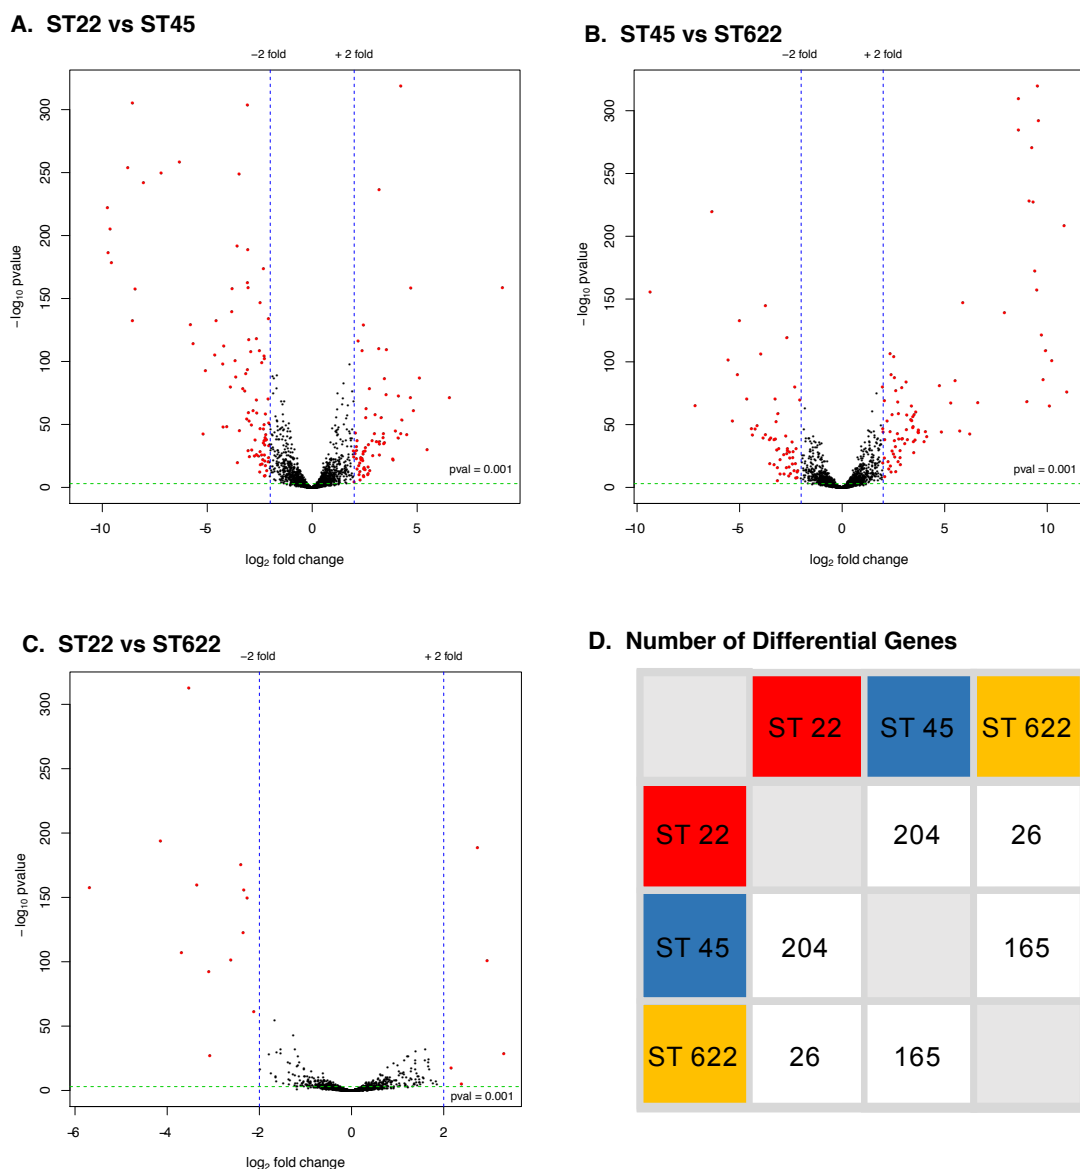 A. ST22 vs ST45
−2 fold
+ 2 fold
300
250
200
150
100
50
0
− log10 pvalue
pval = 0.001
−10
−5
0
5
log2 fold change
B. ST45 vs ST622
−2 fold
+ 2 fold
300
250
200
150
100
50
0
− log10 pvalue
pval = 0.001
−10
−5
0
5
10
log2 fold change
C. ST22 vs ST622
−2 fold
+ 2 fold
300
250
200
150
100
50
0
− log10 pvalue
pval = 0.001
−6
−4
−2
0
2
log2 fold change
D. Number of Differential Genes
ST 22 ST 45 ST 622
ST 22 204 26
ST 45 204 165
ST 622 26 165